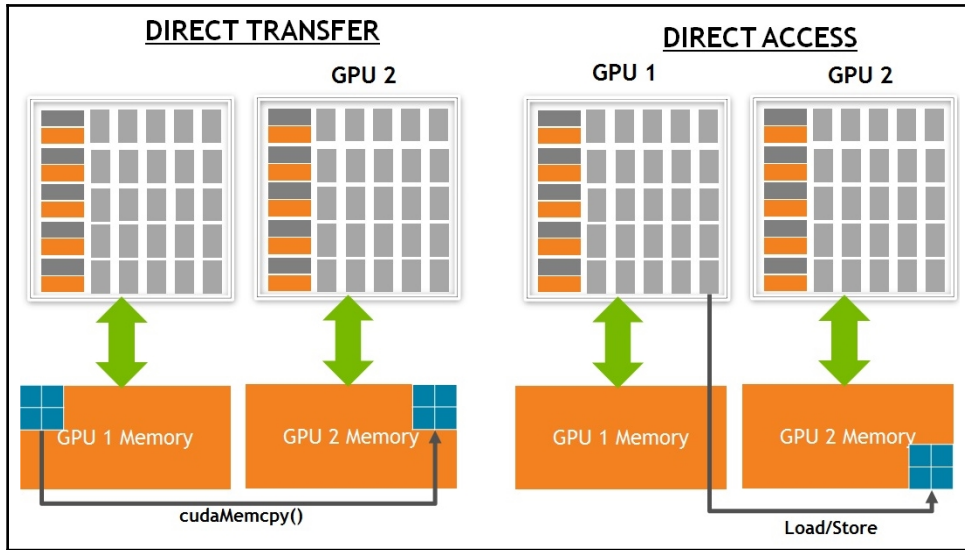 DIRECT TRANSFER
GPU 2
GPU 1 Memory
GPU 2 Memory
cudaMemcpy()
DIRECT ACCESS
GPU 1
GPU 2
GPU 1 Memory
GPU 2 Memory
Load/Store